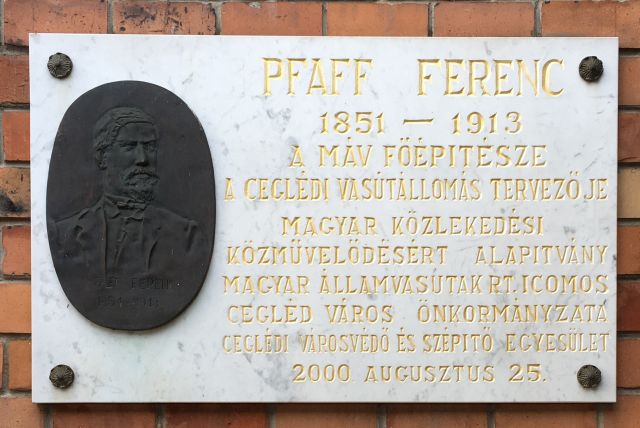 PFAFF FERENC
1851 — 1913
A MÁV FŐÉPITÉSZE
A CEGLÉDI VASÚTÁLLOMÁS TERVEZŐJE
MAGYAR KÖZLEKEDÉSI
KÖZMŰVELŐDÉSÉRT ALAPITVÁNY
MAGYAR ÁLLAMVASUTAK RT. ICOMOS
CEGLÉD VÁROS ÖNKORMÁNYZATA
CEGLÉDI VÁROSVÉDŐ ÉS SZÉPITŐ EGYESÜLET
2000. AUGUSZTUS 25.
FERENC